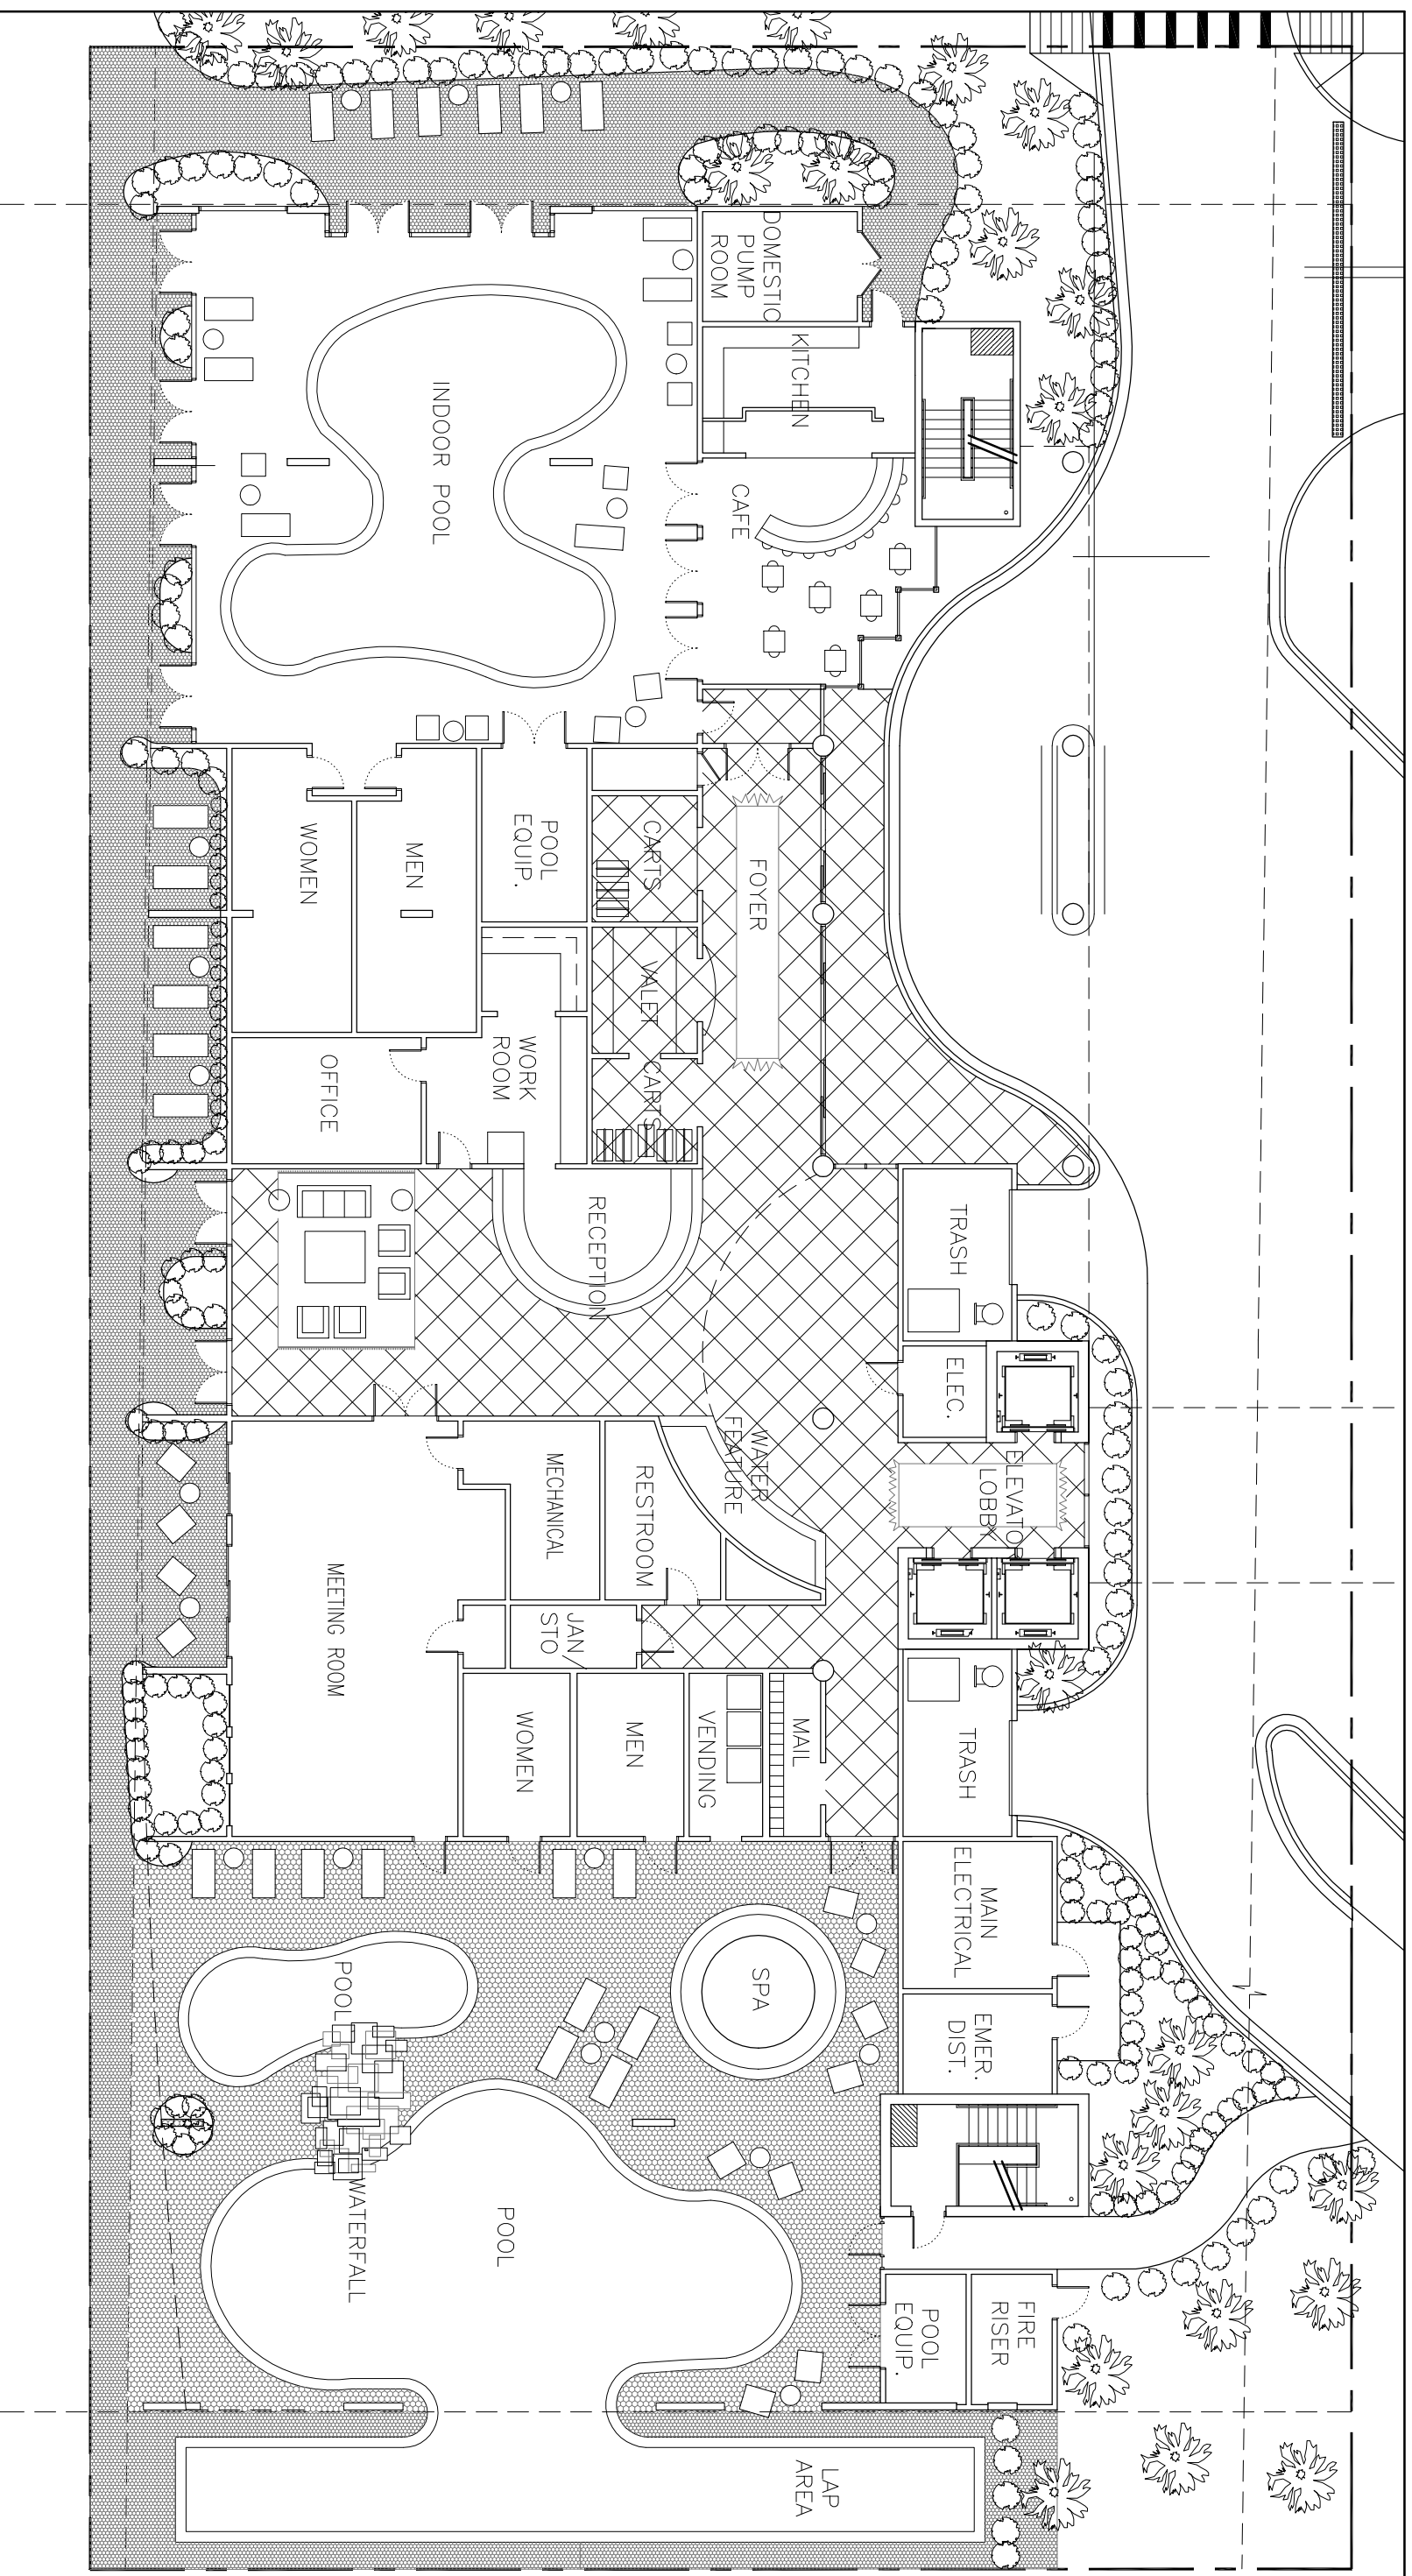 DOMESTIC
PUMP
ROOM
KITCHEN
INDOOR POOL
CAFE
WOMEN
MEN
POOL
EQUIP.
CARTS
FOYER
VALET
WORK
ROOM
CARTS
OFFICE
RECEPTION
TRASH
ELEC.
WATER
FEATURE
ELEVATOR
LOBBY
MECHANICAL
RESTROOM
MEETING ROOM
JAN
STO
WOMEN
MEN
VENDING
MAIL
TRASH
MAIN
ELECTRICAL
EMER.
DIST.
SPA
POOL
WATERFALL
POOL
POOL
EQUIP.
FIRE
RISER
LAP
AREA